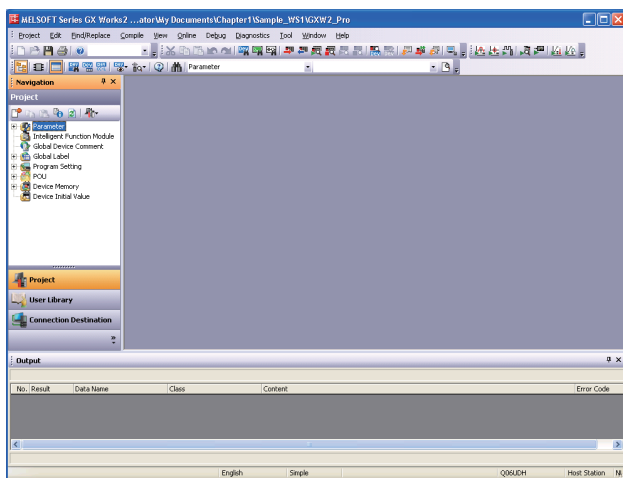 MELSOFT Series GX Works2 ...ator\My Documents\Chapter1\Sample_WS1\GXW2_Pro
Project Edit Find/Replace Compile View Online Debug Diagnostics Tool Window Help
Parameter
Navigation
Project
Parameter
Intelligent Function Module
Global Device Comment
Global Label
Program Setting
POU
Device Memory
Device Initial Value
Project
User Library
Connection Destination
Output
No. Result Data Name Class Content Error Code
English Simple Q06UDH Host Station